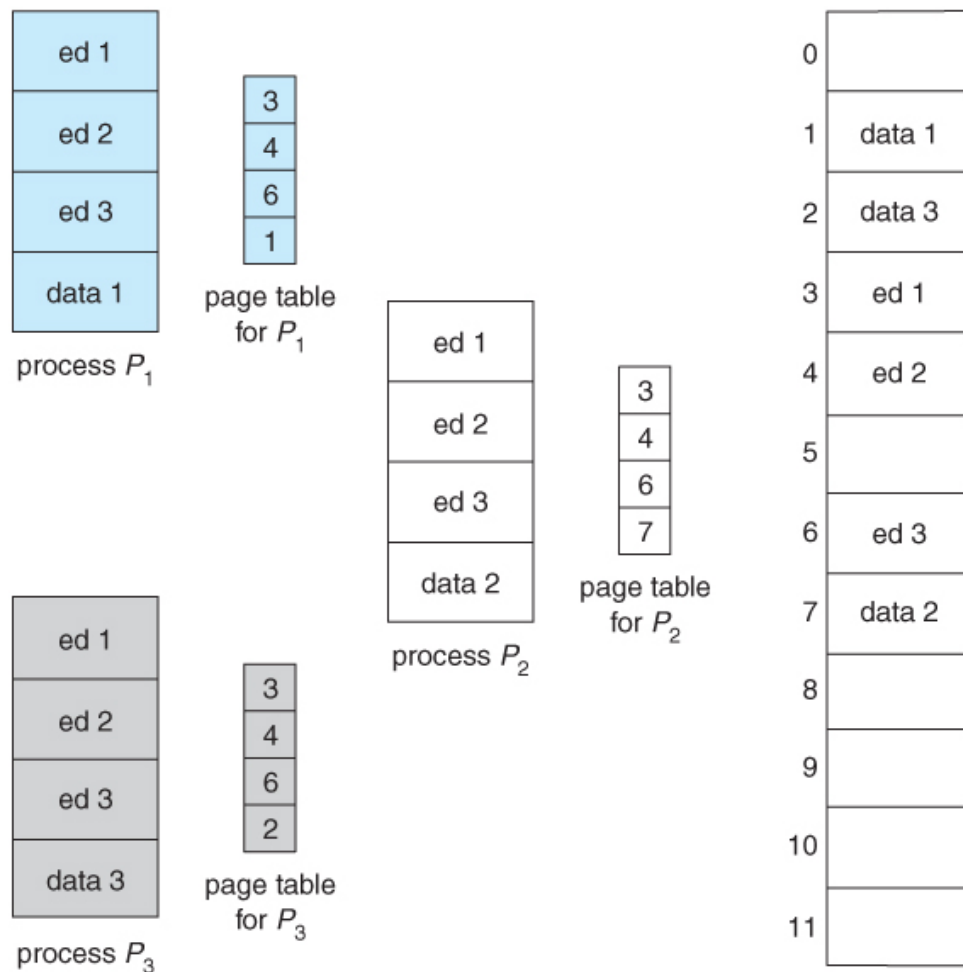 ed 1
ed 2
ed 3
data 1
process P1
3
4
6
1
page table
for P1
ed 1
ed 2
ed 3
data 2
process P2
3
4
6
7
page table
for P2
ed 1
ed 2
ed 3
data 3
process P3
3
4
6
2
page table
for P3
0
1 data 1
2 data 3
3 ed 1
4 ed 2
5
6 ed 3
7 data 2
8
9
10
11